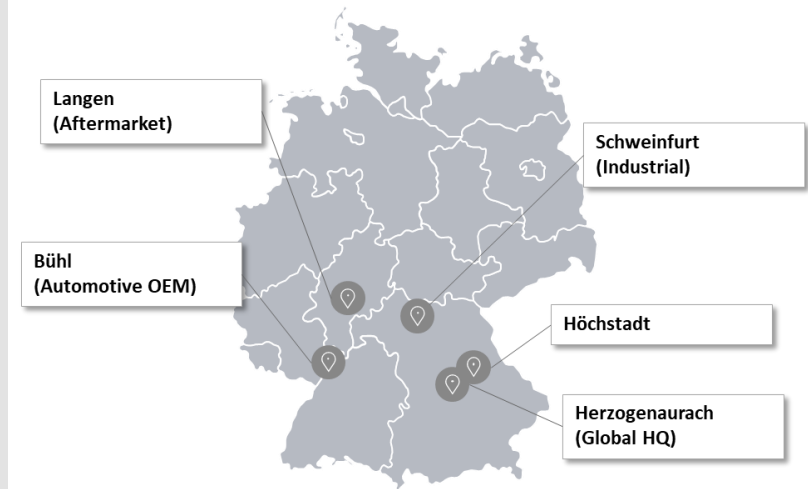 Langen
(Aftermarket)
Schweinfurt
(Industrial)
Bühl
(Automotive OEM)
Höchstadt
Herzogenaurach
(Global HQ)